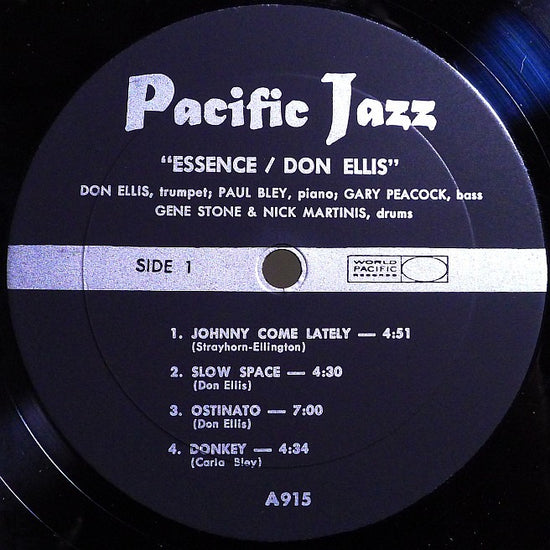 Pacific Jazz
"ESSENCE / DON ELLIS"
DON ELLIS, trumpet; PAUL BLEY, piano; GARY PEACOCK, bass
GENE STONE & NICK MARTINIS, drums
SIDE 1
WORLD
PACIFIC
RECORDS
1. JOHNNY COME LATELY — 4:51
(Strayhorn-Ellington)
2. SLOW SPACE — 4:30
(Don Ellis)
3. OSTINATO — 7:00
(Don Ellis)
4. DONKEY — 4:34
(Carla Bley)
A915